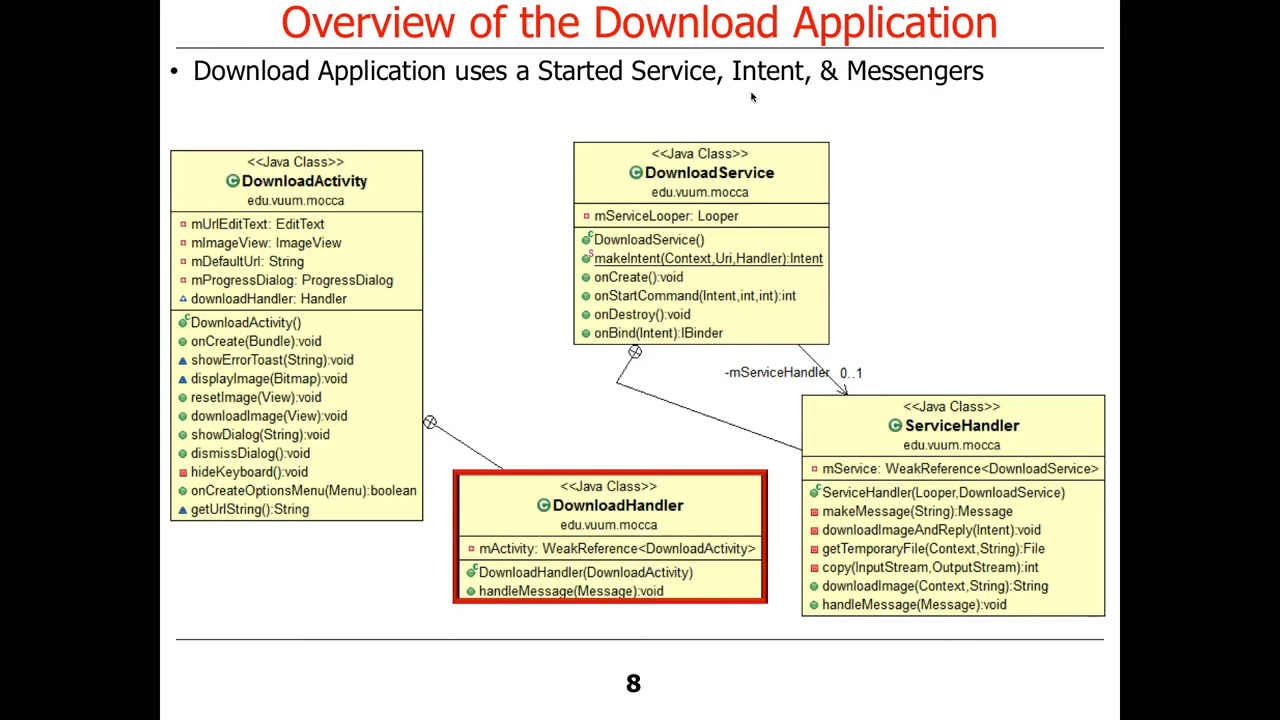 Overview of the Download Application
• Download Application uses a Started Service, Intent, & Messengers
<<Java Class>>
DownloadActivity
edu.vuum.mocca
mUrlEditText: EditText
mImageView: ImageView
mDefaultUrl: String
mProgressDialog: ProgressDialog
downloadHandler: Handler
DownloadActivity()
onCreate(Bundle):void
showErrorToast(String):void
displayImage(Bitmap):void
resetImage(View):void
downloadImage(View):void
showDialog(String):void
dismissDialog():void
hideKeyboard():void
onCreateOptionsMenu(Menu):boolean
getUrlString():String
<<Java Class>>
DownloadService
edu.vuum.mocca
mServiceLooper: Looper
DownloadService()
makeIntent(Context,Uri,Handler):Intent
onCreate():void
onStartCommand(Intent,int,int):int
onDestroy():void
onBind(Intent):IBinder
-mServiceHandler 0..1
<<Java Class>>
DownloadHandler
edu.vuum.mocca
mActivity: WeakReference<DownloadActivity>
DownloadHandler(DownloadActivity)
handleMessage(Message):void
<<Java Class>>
ServiceHandler
edu.vuum.mocca
mService: WeakReference<DownloadService>
ServiceHandler(Looper,DownloadService)
makeMessage(String):Message
downloadImageAndReply(Intent):void
getTemporaryFile(Context,String):File
copy(InputStream,OutputStream):int
downloadImage(Context,String):String
handleMessage(Message):void
8